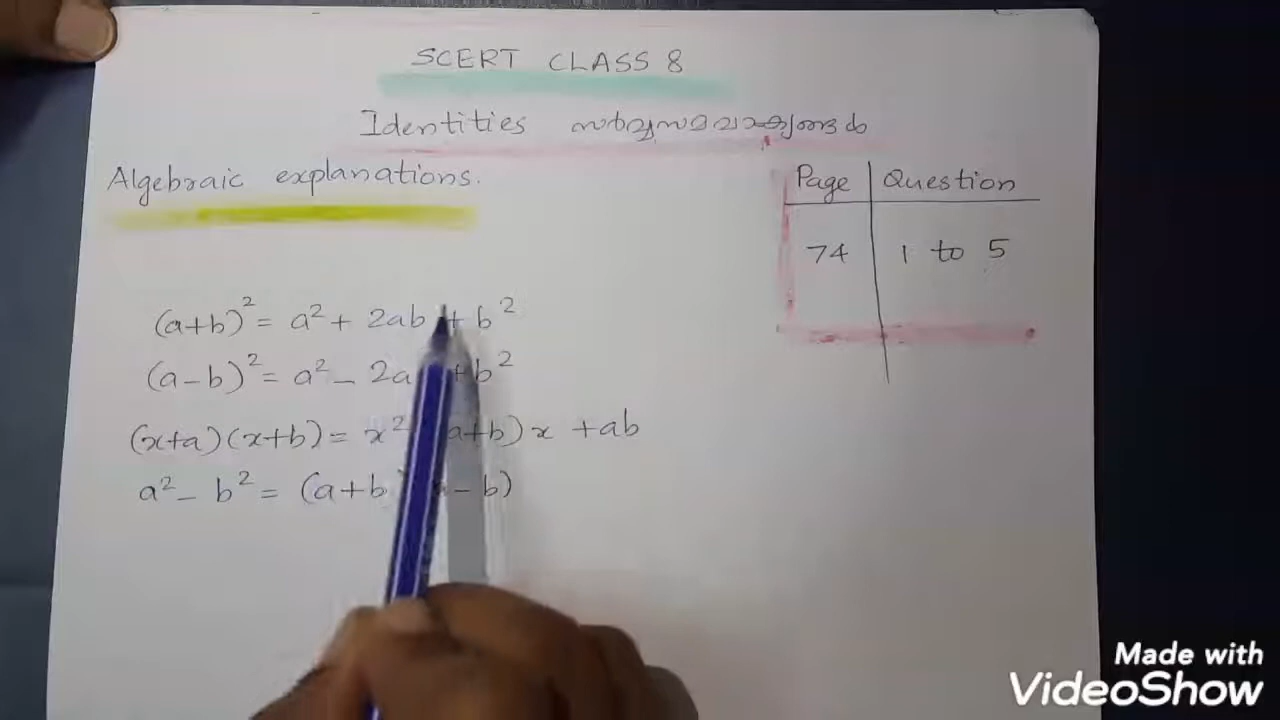 SCERT CLASS 8
Identities സർവ്വസമവാക്യങ്ങൾ
Algebraic explanations.
Page Question
74 1 to 5
(a+b)² = a² + 2ab + b²
(a-b)² = a² - 2a +b²
(x+a)(x+b) = x² a+b)x +ab
a² - b² = (a+b - b)
Made with
VideoShow